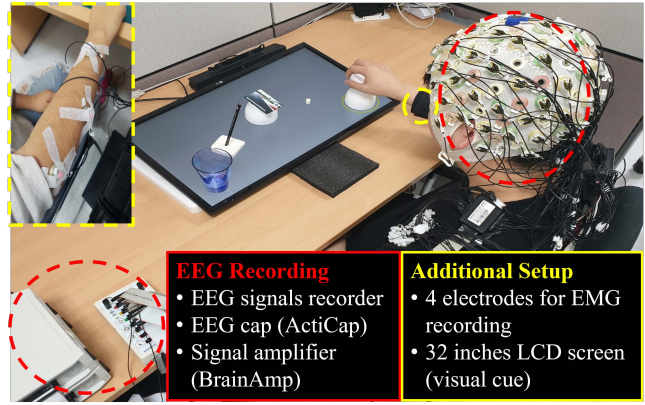 EEG Recording
• EEG signals recorder
• EEG cap (ActiCap)
• Signal amplifier
(BrainAmp)
Additional Setup
• 4 electrodes for EMG
recording
• 32 inches LCD screen
(visual cue)